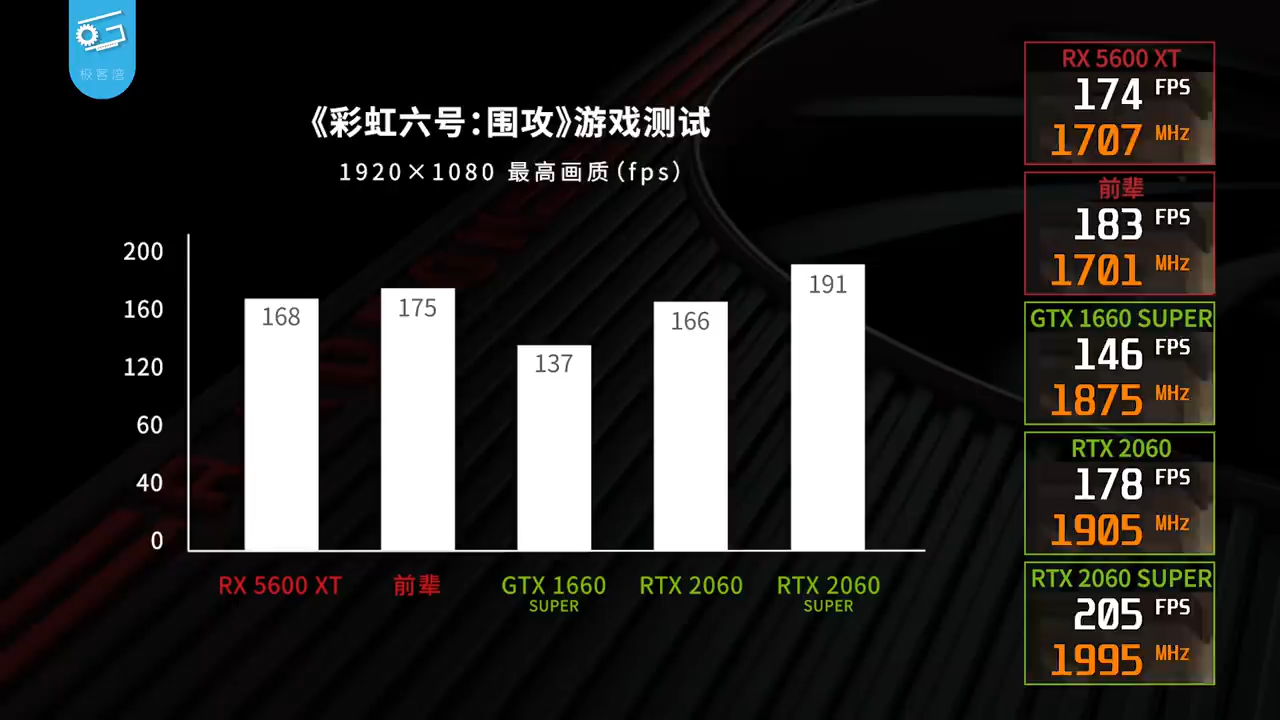 极客湾
《彩虹六号:围攻》游戏测试
1920×1080 最高画质(fps)
200
160
120
60
40
0
168
175
137
166
191
RX 5600 XT
前辈
GTX 1660
SUPER
RTX 2060
RTX 2060
SUPER
RX 5600 XT
174 FPS
1707 MHz
前辈
183 FPS
1701 MHz
GTX 1660 SUPER
146 FPS
1875 MHz
RTX 2060
178 FPS
1905 MHz
RTX 2060 SUPER
205 FPS
1995 MHz